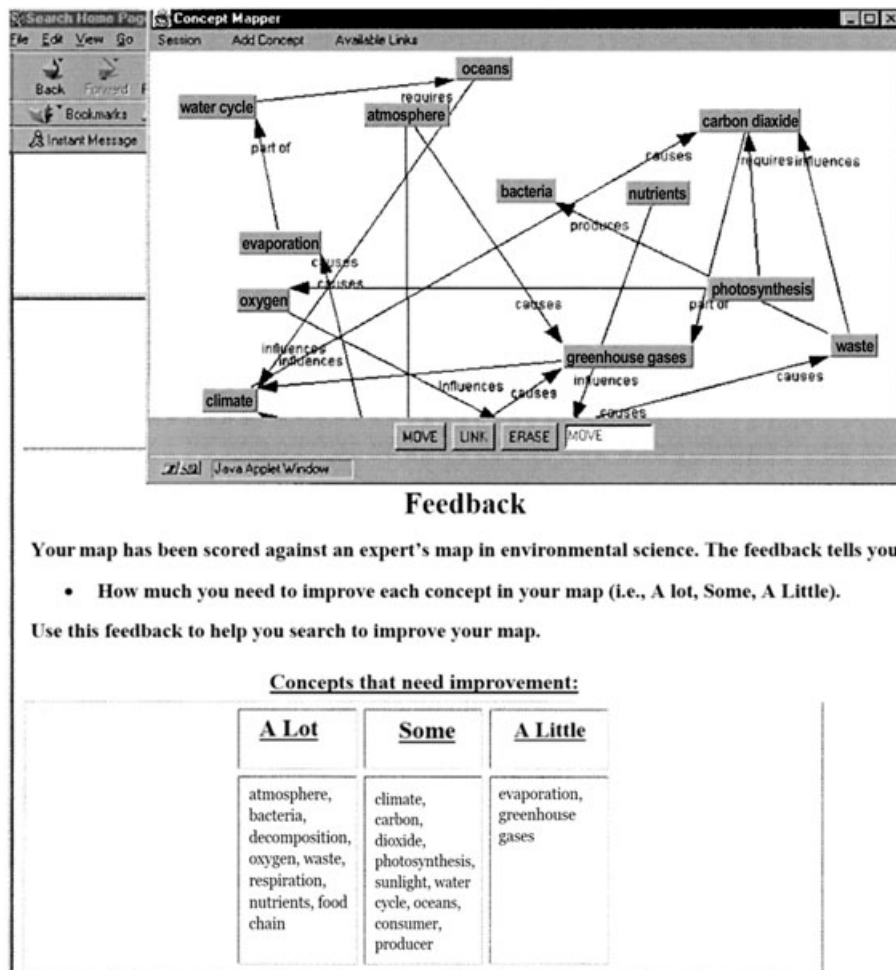 Search Home Pag
Concept Mapper
File Edit View Go
Session Add Concept Available Links
Back Forward F
Bookmarks
Instant Message
oceans
water cycle
requires
atmosphere
carbon diaxide
part of
causes
requires influences
bacteria
nutrients
produces
evaporation
causes
causes
oxygen
photosynthesis
part of
causes
influences
influences
greenhouse gases
waste
climate
Influences
causes
influences
causes
causes
MOVE LINK ERASE MOVE
Java Applet Window
Feedback
Your map has been scored against an expert's map in environmental science. The feedback tells you
• How much you need to improve each concept in your map (i.e., A lot, Some, A Little).
Use this feedback to help you search to improve your map.
Concepts that need improvement:
A Lot
Some
A Little
atmosphere,
bacteria,
decomposition,
oxygen, waste,
respiration,
nutrients, food
chain
climate,
carbon,
dioxide,
photosynthesis,
sunlight, water
cycle, oceans,
consumer,
producer
evaporation,
greenhouse
gases